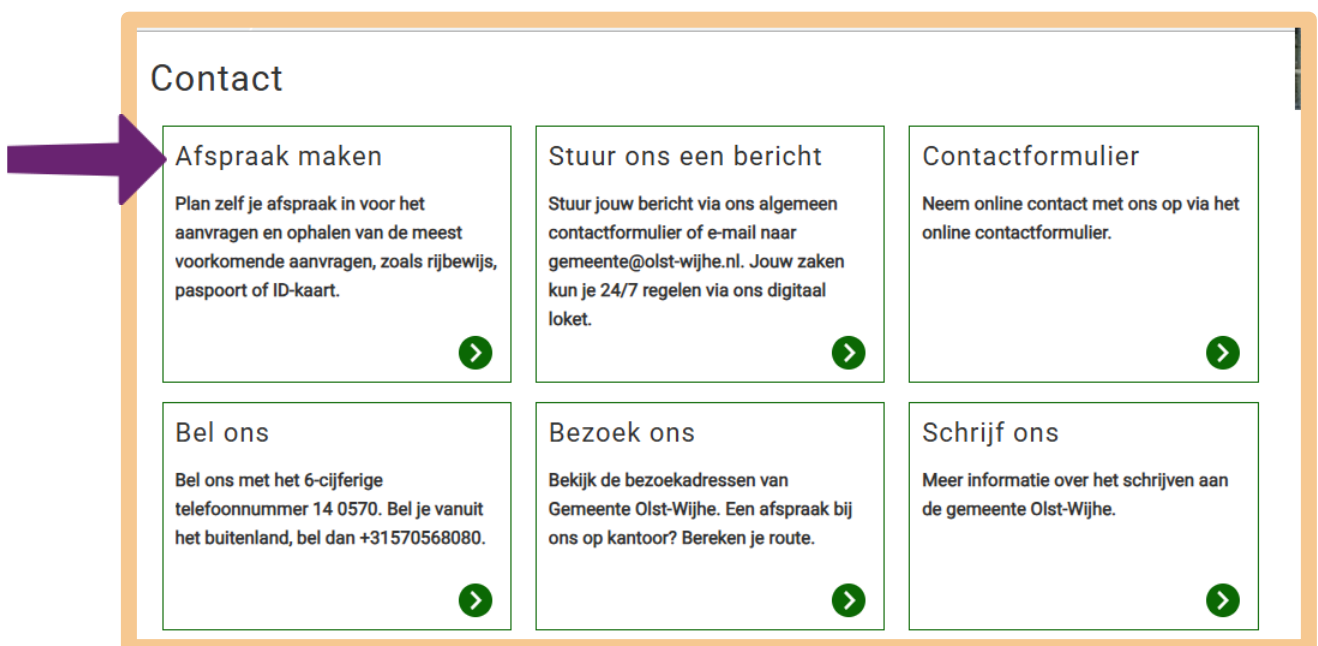 Contact
Afspraak maken
Plan zelf je afspraak in voor het
aanvragen en ophalen van de meest
voorkomende aanvragen, zoals rijbewijs,
paspoort of ID-kaart.
Stuur ons een bericht
Stuur jouw bericht via ons algemeen
contactformulier of e-mail naar
gemeente@olst-wijhe.nl. Jouw zaken
kun je 24/7 regelen via ons digitaal
loket.
Contactformulier
Neem online contact met ons op via het
online contactformulier.
Bel ons
Bel ons met het 6-cijferige
telefoonnummer 14 0570. Bel je vanuit
het buitenland, bel dan +31570568080.
Bezoek ons
Bekijk de bezoekadressen van
Gemeente Olst-Wijhe. Een afspraak bij
ons op kantoor? Bereken je route.
Schrijf ons
Meer informatie over het schrijven aan
de gemeente Olst-Wijhe.